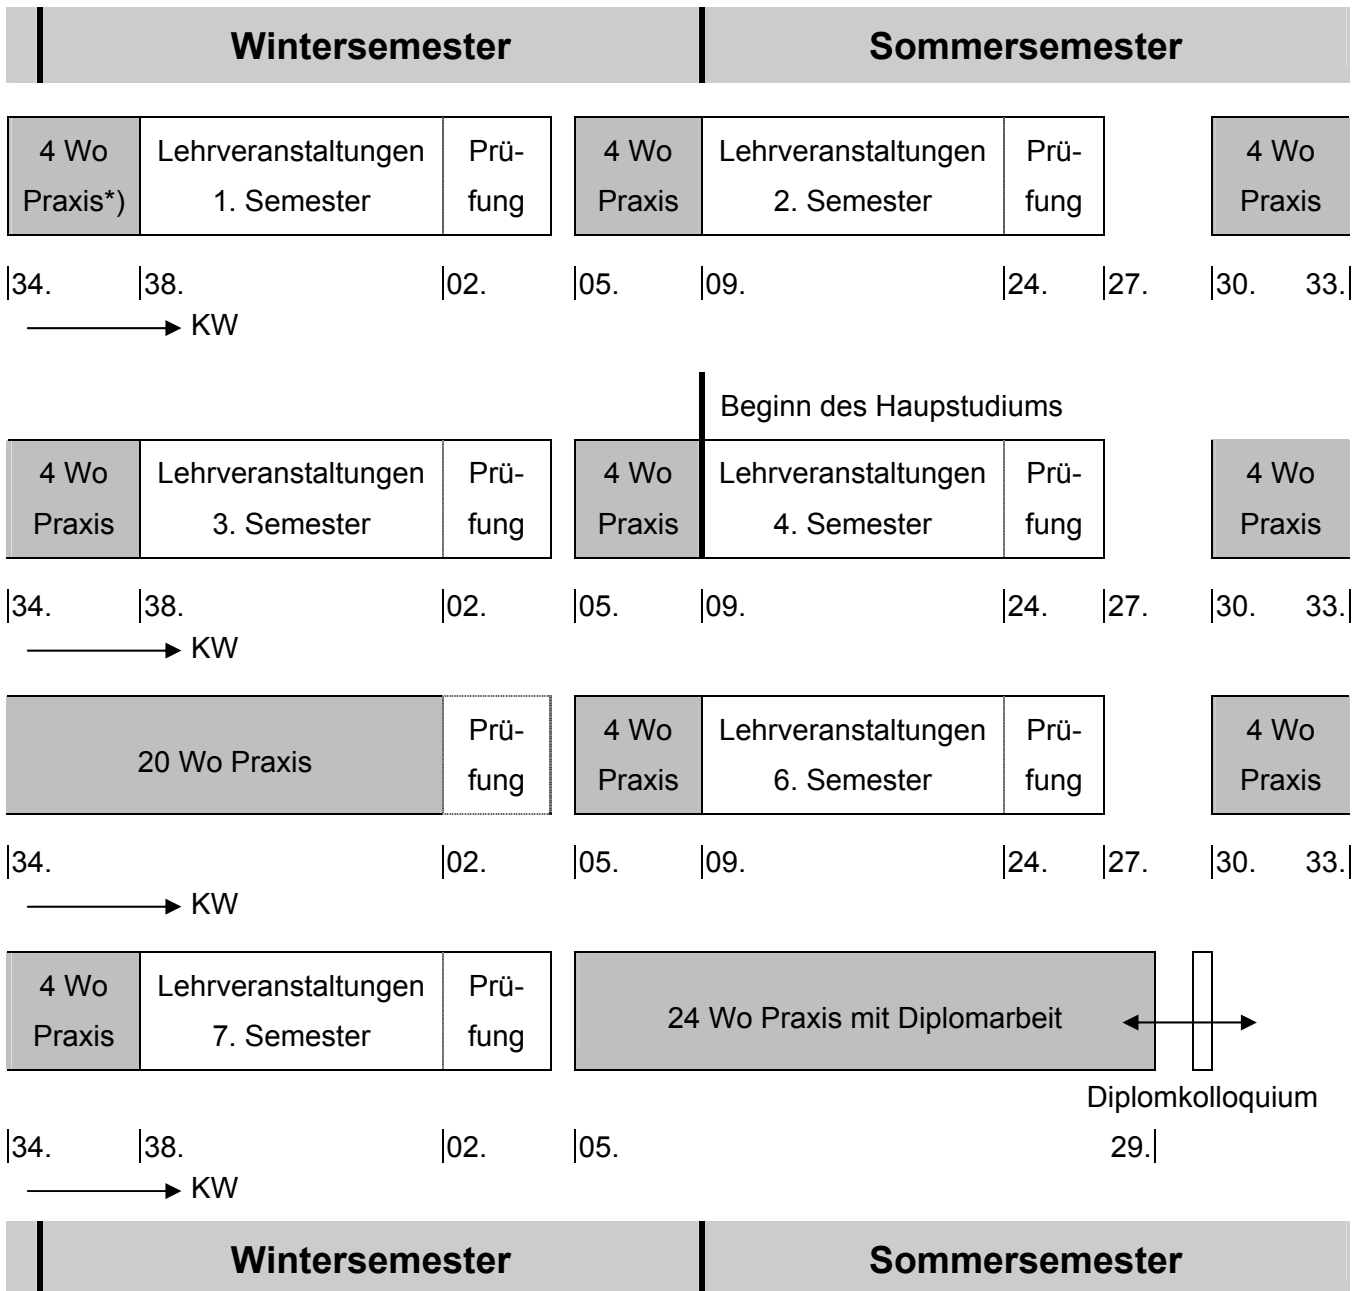 Wintersemester Sommersemester
4 Wo Lehrveranstaltungen Prü- 4 Wo Lehrveranstaltungen Prü- 4 Wo
Praxis*) 1. Semester fung Praxis 2. Semester fung Praxis
34. 38. 02. 05. 09. 24. 27. 30. 33.
KW
Beginn des Haupstudiums
4 Wo Lehrveranstaltungen Prü- 4 Wo Lehrveranstaltungen Prü- 4 Wo
Praxis 3. Semester fung Praxis 4. Semester fung Praxis
34. 38. 02. 05. 09. 24. 27. 30. 33.
KW
20 Wo Praxis Prü- 4 Wo Lehrveranstaltungen Prü- 4 Wo
fung Praxis 6. Semester fung Praxis
34. 02. 05. 09. 24. 27. 30. 33.
KW
4 Wo Lehrveranstaltungen Prü- 24 Wo Praxis mit Diplomarbeit
Praxis 7. Semester fung
Diplomkolloquium
34. 38. 02. 05. 29.
KW
Wintersemester Sommersemester